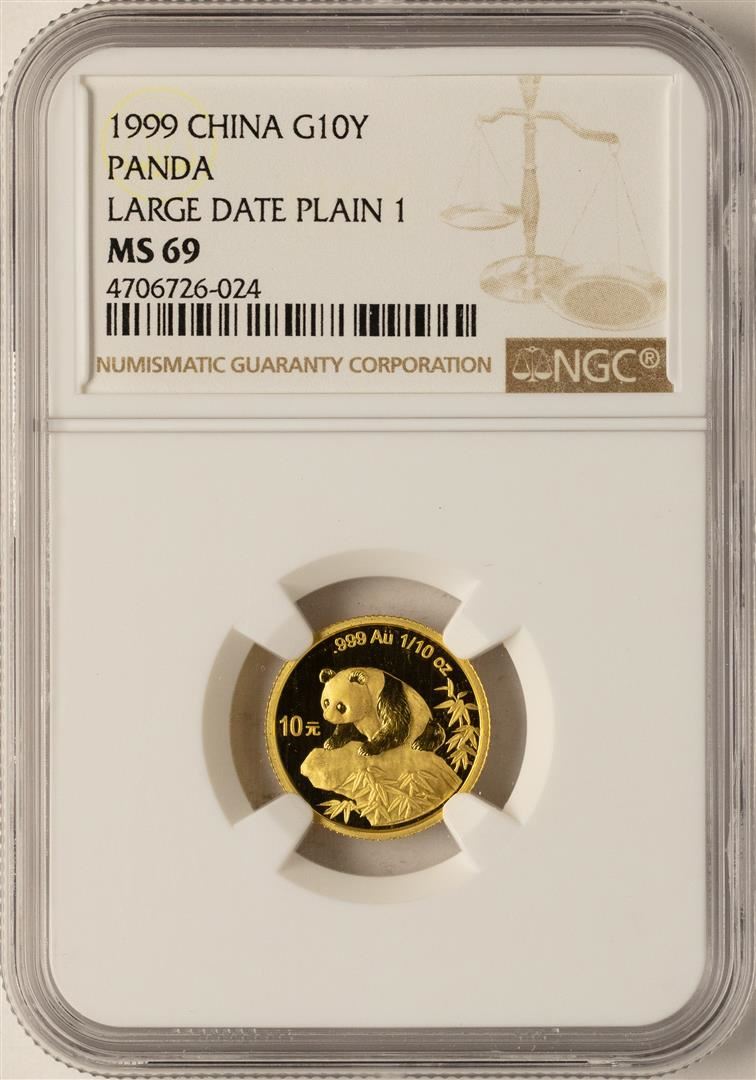 1999 CHINA G10Y
PANDA
LARGE DATE PLAIN 1
MS 69
4706726-024
NUMISMATIC GUARANTY CORPORATION
NGC®
.999 Au 1/10 oz
10元